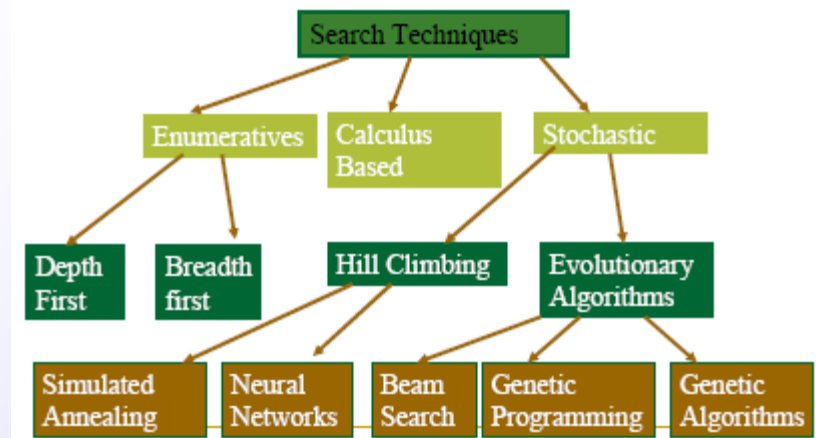 Search Techniques
Enumeratives
Calculus
Based
Stochastic
Depth
First
Breadth
first
Hill Climbing
Evolutionary
Algorithms
Simulated
Annealing
Neural
Networks
Beam
Search
Genetic
Programming
Genetic
Algorithms